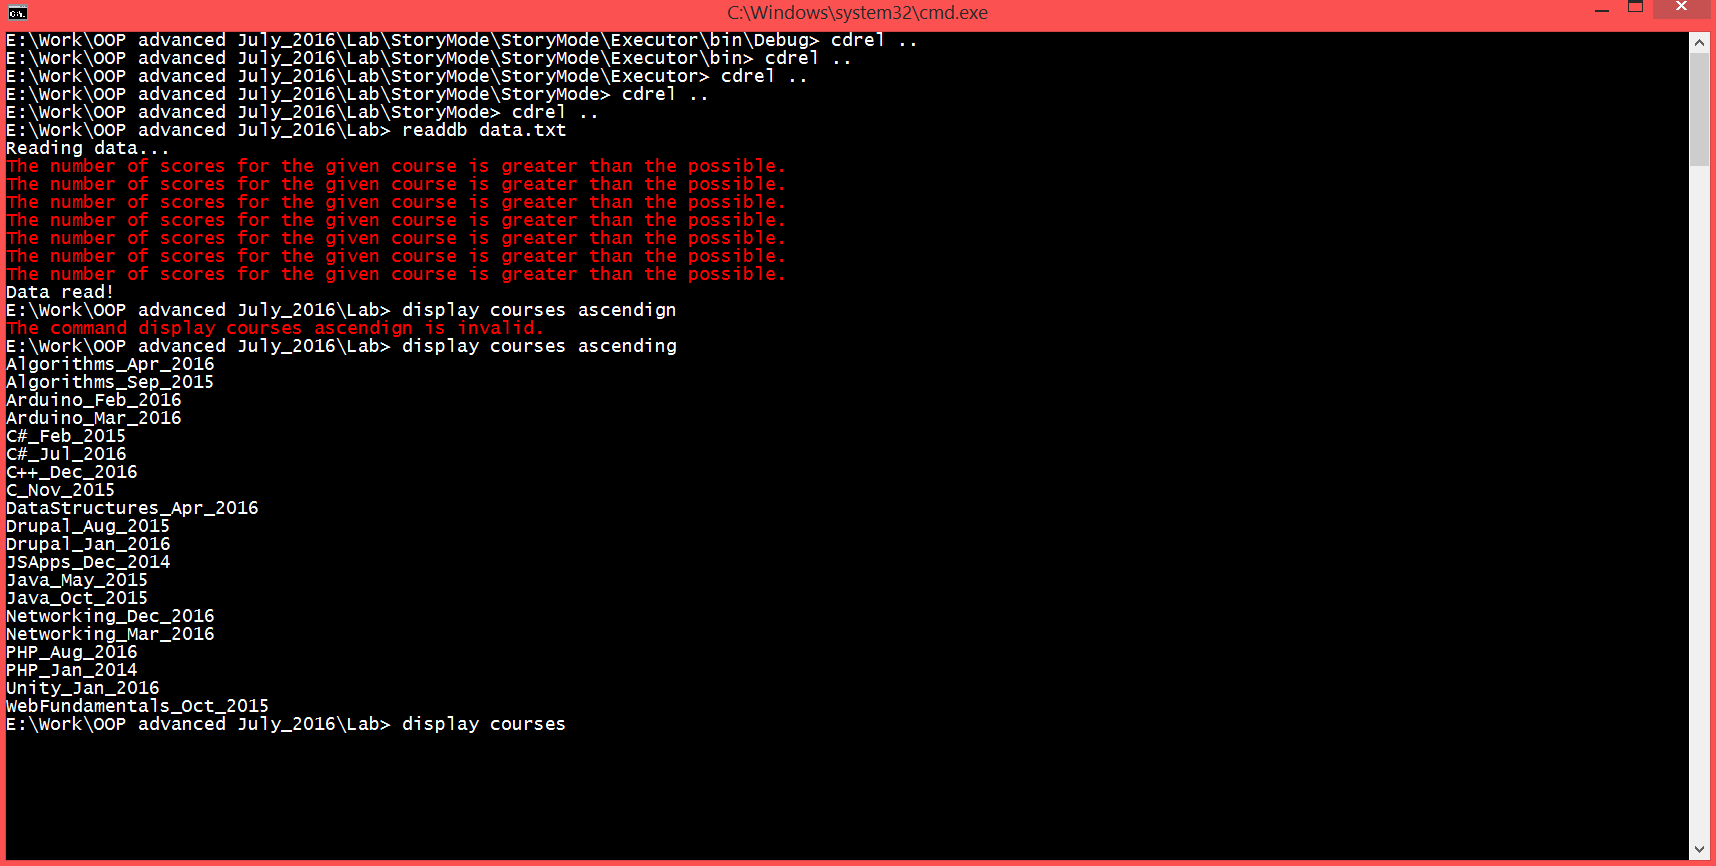 C:\Windows\system32\cmd.exe
E:\Work\OOP advanced July_2016\Lab\StoryMode\StoryMode\Executor\bin\Debug> cdrel ..
E:\Work\OOP advanced July_2016\Lab\StoryMode\StoryMode\Executor\bin> cdrel ..
E:\Work\OOP advanced July_2016\Lab\StoryMode\StoryMode\Executor> cdrel ..
E:\Work\OOP advanced July_2016\Lab\StoryMode\StoryMode> cdrel ..
E:\Work\OOP advanced July_2016\Lab\StoryMode> cdrel ..
E:\Work\OOP advanced July_2016\Lab> readdb data.txt
Reading data...
The number of scores for the given course is greater than the possible.
The number of scores for the given course is greater than the possible.
The number of scores for the given course is greater than the possible.
The number of scores for the given course is greater than the possible.
The number of scores for the given course is greater than the possible.
The number of scores for the given course is greater than the possible.
The number of scores for the given course is greater than the possible.
Data read!
E:\Work\OOP advanced July_2016\Lab> display courses ascendign
The command display courses ascendign is invalid.
E:\Work\OOP advanced July_2016\Lab> display courses ascending
Algorithms_Apr_2016
Algorithms_Sep_2015
Arduino_Feb_2016
Arduino_Mar_2016
C#_Feb_2015
C#_Jul_2016
C++_Dec_2016
C_Nov_2015
DataStructures_Apr_2016
Drupal_Aug_2015
Drupal_Jan_2016
JSApps_Dec_2014
Java_May_2015
Java_Oct_2015
Networking_Dec_2016
Networking_Mar_2016
PHP_Aug_2016
PHP_Jan_2014
Unity_Jan_2016
WebFundamentals_Oct_2015
E:\Work\OOP advanced July_2016\Lab> display courses